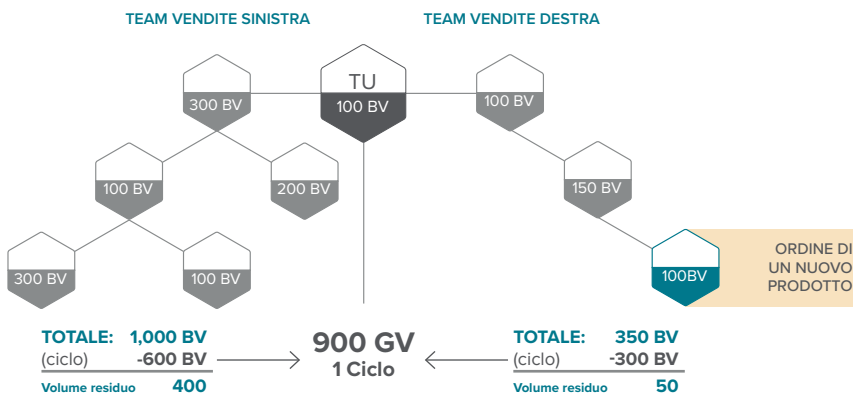 TEAM VENDITE SINISTRA
TEAM VENDITE DESTRA
TU
100 BV
300 BV
100 BV
100 BV
200 BV
150 BV
300 BV
100 BV
100BV
ORDINE DI
UN NUOVO
PRODOTTO
TOTALE: 1,000 BV
(ciclo) -600 BV
Volume residuo 400
900 GV
1 Ciclo
TOTALE: 350 BV
(ciclo) -300 BV
Volume residuo 50